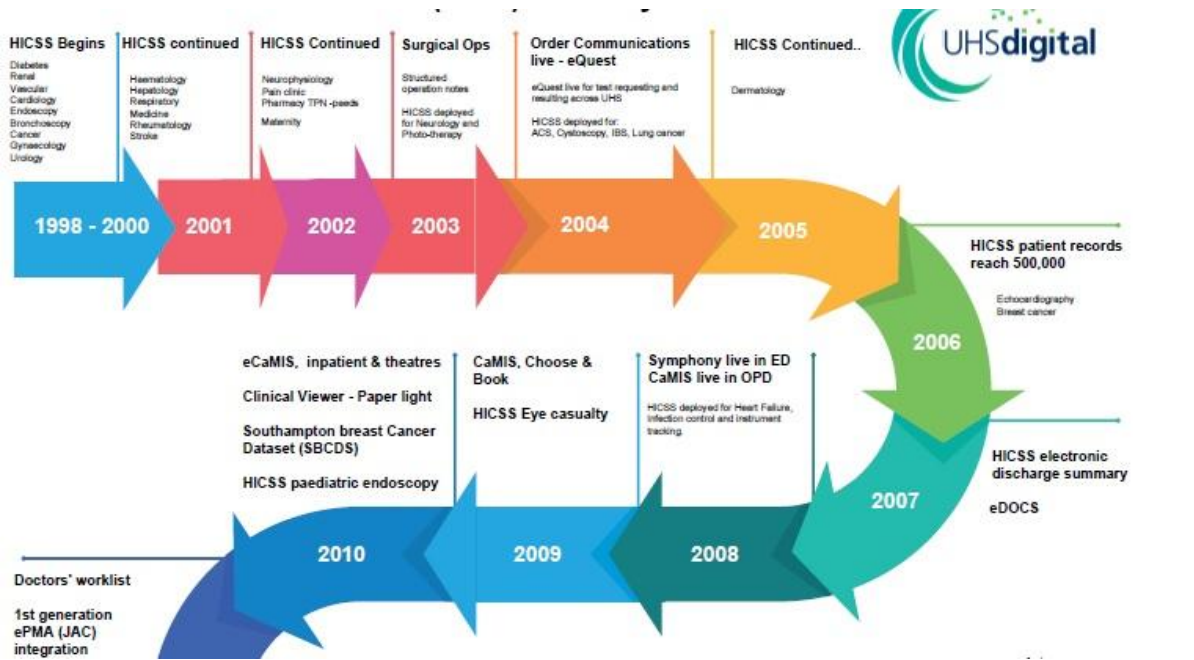 UHSdigital
HICSS Begins
Diabetes
Renal
Vascular
Cardiology
Endoscopy
Bronchoscopy
Cancer
Gynaecology
Urology
HICSS continued
Haematology
Hepatology
Respiratory
Medicine
Rheumatology
Stroke
HICSS Continued
Neurophysiology
Pain clinic
Pharmacy TPN -paeds
Maternity
Surgical Ops
Structured
operation notes
HICSS deployed
for Neurology and
Photo-therapy
Order Communications
live - eQuest
eQuest live for test requesting and
resulting across UHS
HICSS deployed for:
ACS, Cystoscopy, IBS, Lung cancer
HICSS Continued..
Dermatology
1998 - 2000
2001
2002
2003
2004
2005
HICSS patient records
reach 500,000
Echocardiography
Breast cancer
2006
HICSS electronic
discharge summary
eDOCS
2007
Symphony live in ED
CaMIS live in OPD
HICSS deployed for Heart Failure,
Infection control and instrument
tracking.
2008
CaMIS, Choose &
Book
HICSS Eye casualty
2009
eCaMIS, inpatient & theatres
Clinical Viewer - Paper light
Southampton breast Cancer
Dataset (SBCDS)
HICSS paediatric endoscopy
2010
Doctors' worklist
1st generation
ePMA (JAC)
integration